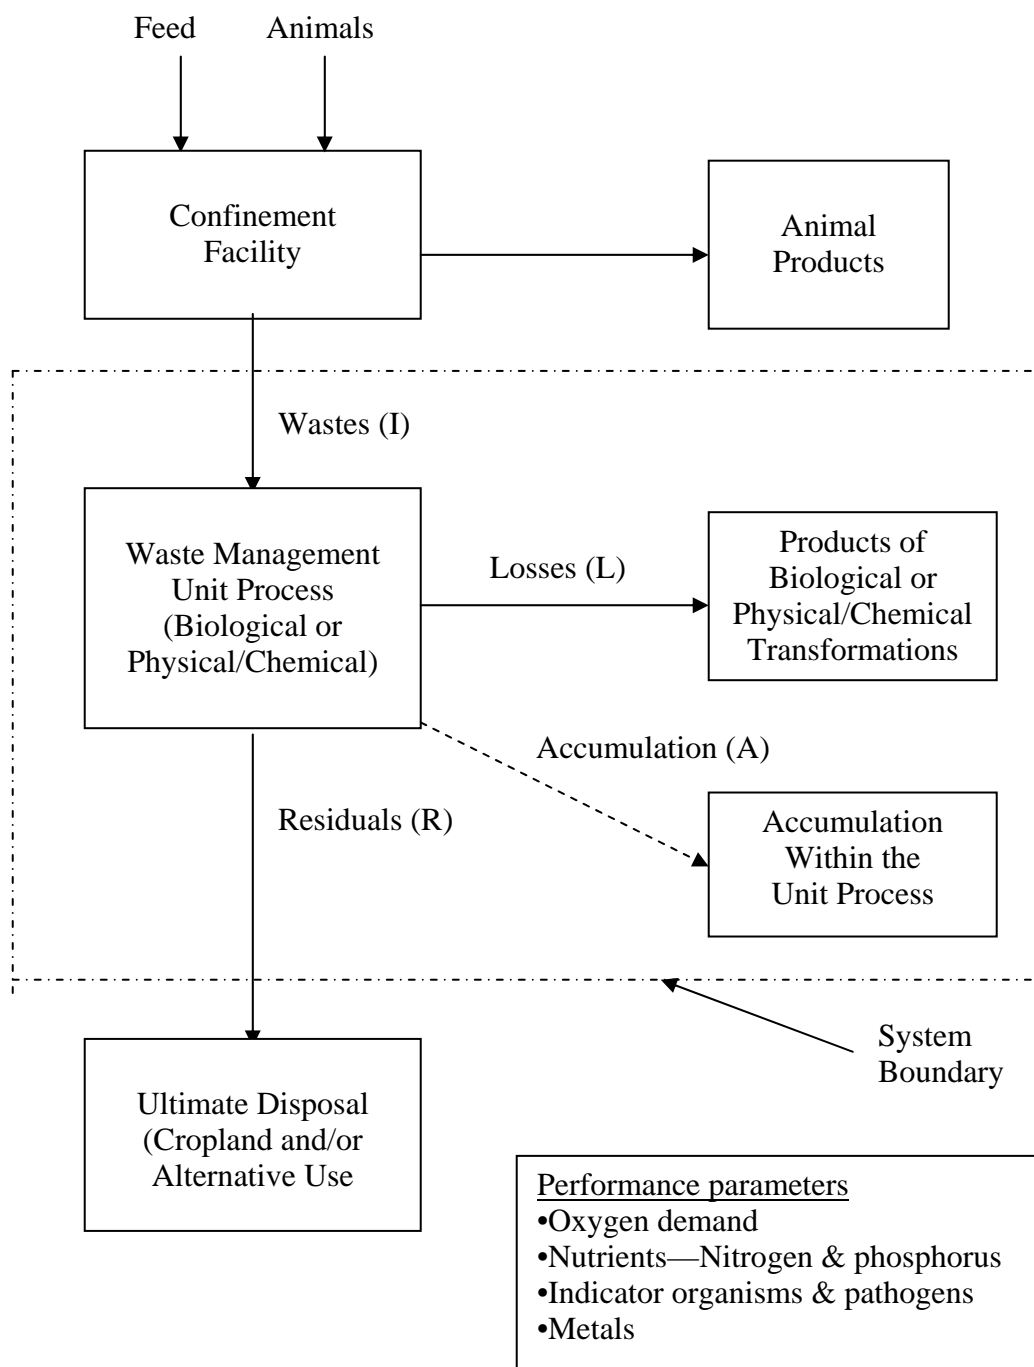 Feed
Animals
Confinement
Facility
Animal
Products
Wastes (I)
Waste Management
Unit Process
(Biological or
Physical/Chemical)
Losses (L)
Products of
Biological or
Physical/Chemical
Transformations
Accumulation (A)
Residuals (R)
Accumulation
Within the
Unit Process
System
Boundary
Ultimate Disposal
(Cropland and/or
Alternative Use
Performance parameters
•Oxygen demand
•Nutrients—Nitrogen & phosphorus
•Indicator organisms & pathogens
•Metals